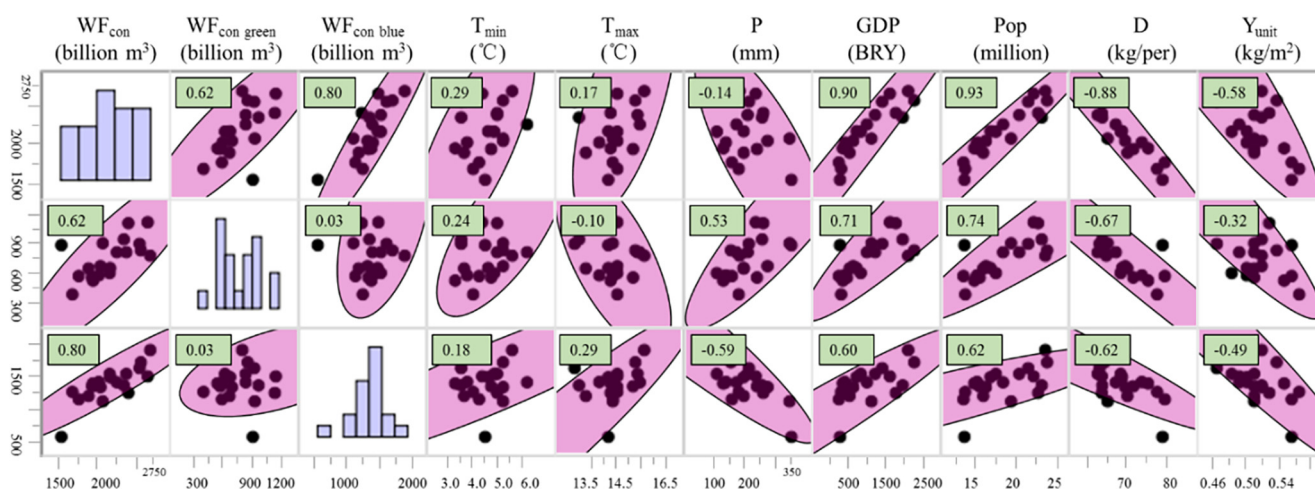 WFcon WFcon green WFcon blue Tmin Tmax P GDP Pop D Yunit
(billion m³) (billion m³) (billion m³) (℃) (℃) (mm) (BRY) (million) (kg/per) (kg/m²)
2750 2000 1500
0.62 0.80 0.29 0.17 -0.14 0.90 0.93 -0.88 -0.58
900 600 300
0.62 0.03 0.24 -0.10 0.53 0.71 0.74 -0.67 -0.32
1500 500
0.80 0.03 0.18 0.29 -0.59 0.60 0.62 -0.62 -0.49
1500 2000 2750 300 900 1200 1000 2000 3.0 4.0 5.0 6.0 13.5 14.5 16.5 100 200 350 500 1500 2500 15 20 25 70 80 0.46 0.50 0.54